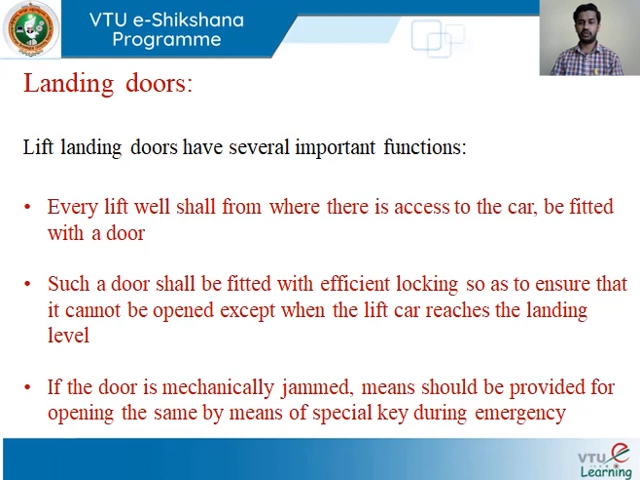 VTU e-Shikshana
Programme
Landing doors:
Lift landing doors have several important functions:
• Every lift well shall from where there is access to the car, be fitted
with a door
• Such a door shall be fitted with efficient locking so as to ensure that
it cannot be opened except when the lift car reaches the landing
level
• If the door is mechanically jammed, means should be provided for
opening the same by means of special key during emergency
VTU e
Learning